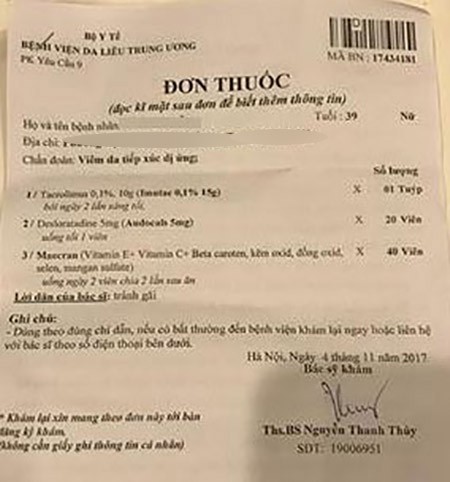 Bộ Y Tế
BỆNH VIỆN DA LIỄU TRUNG ƯƠNG
PK Yêu Cầu 9
MÃ BN : 17434181
ĐƠN THUỐC
(đọc kĩ mặt sau đơn để biết thêm thông tin)
Họ và tên bệnh nhân
Tuổi : 39 Nữ
Địa chỉ:
Chẩn đoán: Viêm da tiếp xúc dị ứng;
Số lượng
1 / Tacrolimus 0,1%, 10g (Imutac 0,1% 15g) X 01 Tuýp
bôi ngày 2 lần sáng tối,
2 / Desloratadine 5mg (Audocals 5mg) X 20 Viên
uống tối 1 viên
3 / Maecran (Vitamin E+ Vitamin C+ Beta caroten, kẽm oxid, đồng oxid, X 40 Viên
selen, mangan sulfate)
uống ngày 2 viên chia 2 lần sau ăn
Lời dặn của bác sĩ: tránh gãi
Ghi chú:
- Dùng theo đúng chỉ dẫn, nếu có bất thường đến bệnh viện khám lại ngay hoặc liên hệ
với bác sĩ theo số điện thoại bên dưới.
Hà Nội, Ngày 4 tháng 11 năm 2017
Bác sỹ khám
* Khám lại xin mang theo đơn này tới bàn
đăng ký khám.
(không cần giấy ghi thông tin cá nhân)
Ths.BS Nguyễn Thanh Thùy
SDT: 19006951